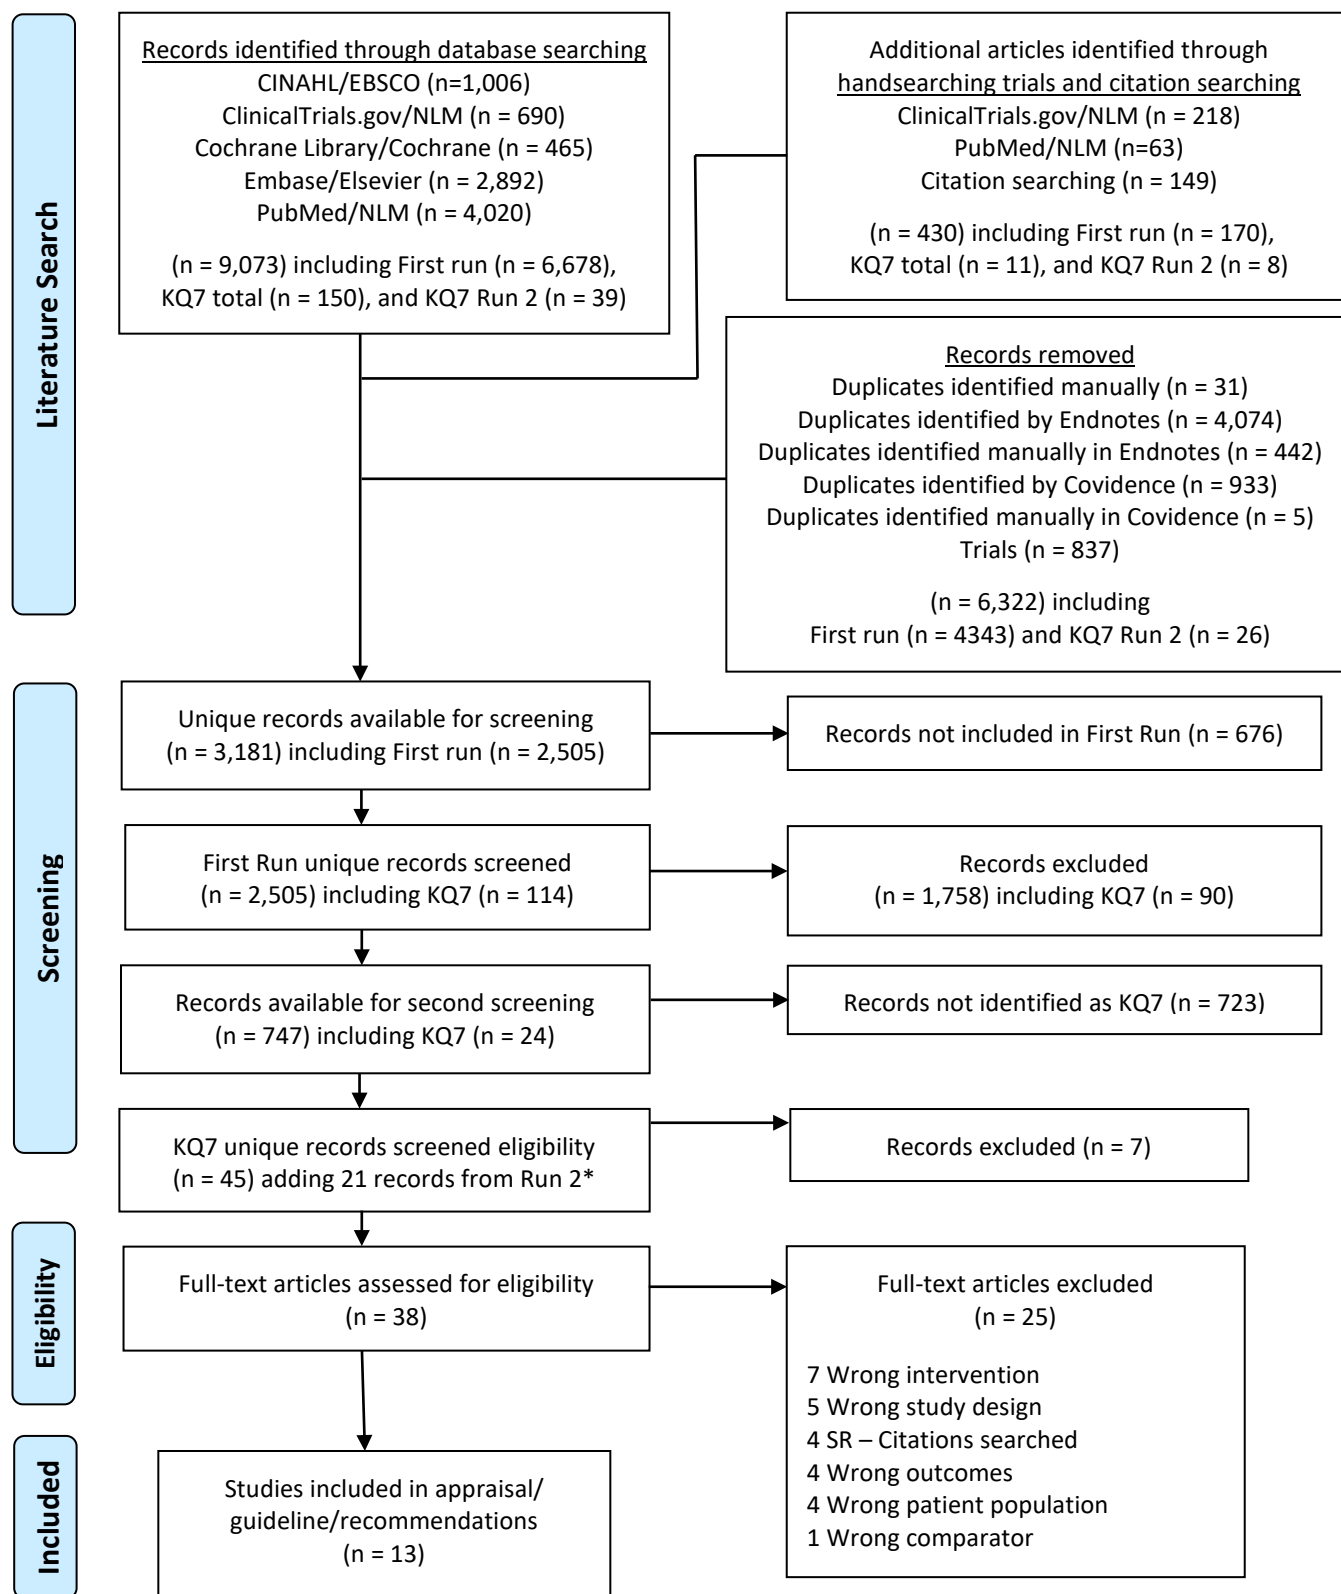 Literature Search
Records identified through database searching
CINAHL/EBSCO (n=1,006)
ClinicalTrials.gov/NLM (n = 690)
Cochrane Library/Cochrane (n = 465)
Embase/Elsevier (n = 2,892)
PubMed/NLM (n = 4,020)
(n = 9,073) including First run (n = 6,678),
KQ7 total (n = 150), and KQ7 Run 2 (n = 39)
Additional articles identified through
handsearching trials and citation searching
ClinicalTrials.gov/NLM (n = 218)
PubMed/NLM (n=63)
Citation searching (n = 149)
(n = 430) including First run (n = 170),
KQ7 total (n = 11), and KQ7 Run 2 (n = 8)
Records removed
Duplicates identified manually (n = 31)
Duplicates identified by Endnotes (n = 4,074)
Duplicates identified manually in Endnotes (n = 442)
Duplicates identified by Covidence (n = 933)
Duplicates identified manually in Covidence (n = 5)
Trials (n = 837)
(n = 6,322) including
First run (n = 4343) and KQ7 Run 2 (n = 26)
Screening
Unique records available for screening
(n = 3,181) including First run (n = 2,505)
Records not included in First Run (n = 676)
First Run unique records screened
(n = 2,505) including KQ7 (n = 114)
Records excluded
(n = 1,758) including KQ7 (n = 90)
Records available for second screening
(n = 747) including KQ7 (n = 24)
Records not identified as KQ7 (n = 723)
KQ7 unique records screened eligibility
(n = 45) adding 21 records from Run 2*
Records excluded (n = 7)
Eligibility
Full-text articles assessed for eligibility
(n = 38)
Full-text articles excluded
(n = 25)
7 Wrong intervention
5 Wrong study design
4 SR – Citations searched
4 Wrong outcomes
4 Wrong patient population
1 Wrong comparator
Included
Studies included in appraisal/
guideline/recommendations
(n = 13)